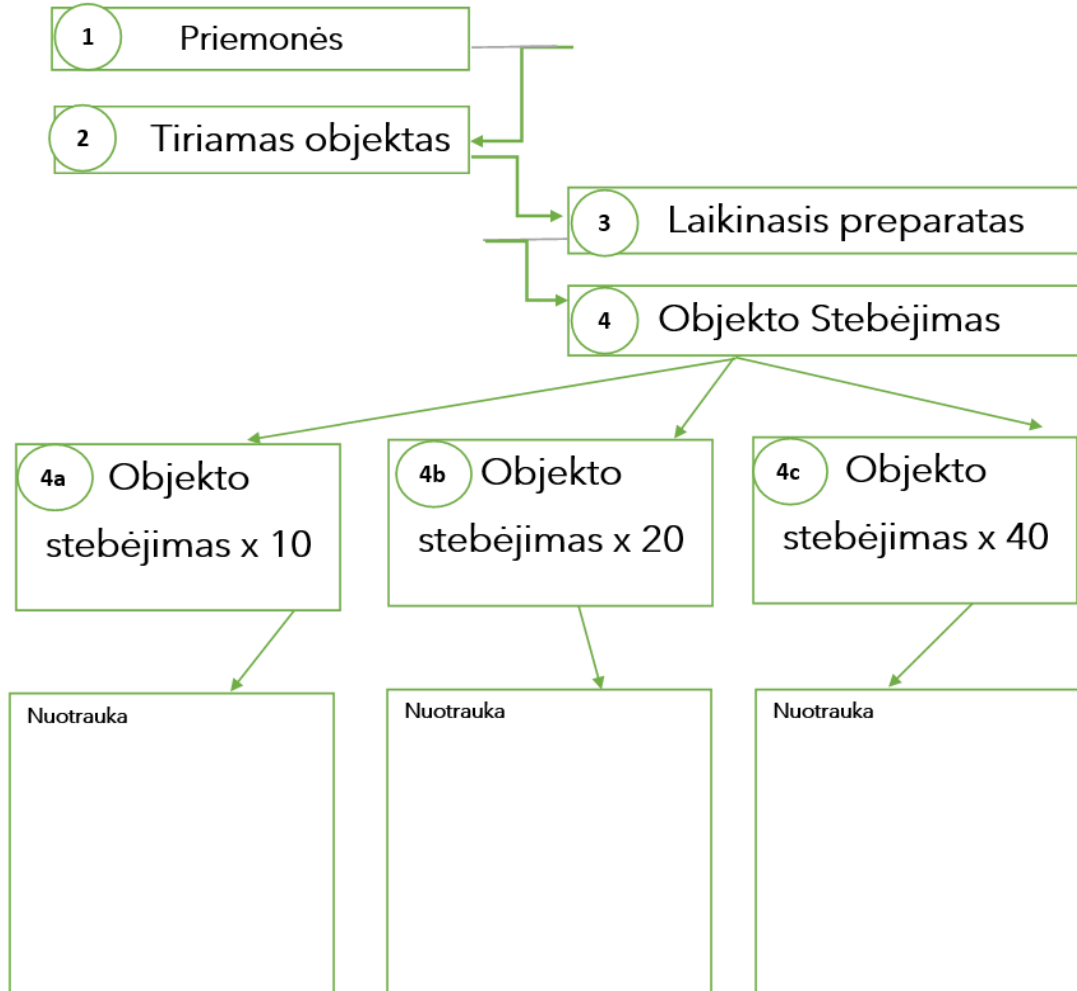 1 Priemonės
2 Tiriamas objektas
3 Laikinasis preparatas
4 Objekto Stebėjimas
4a Objekto
stebėjimas x 10
4b Objekto
stebėjimas x 20
4c Objekto
stebėjimas x 40
Nuotrauka
Nuotrauka
Nuotrauka